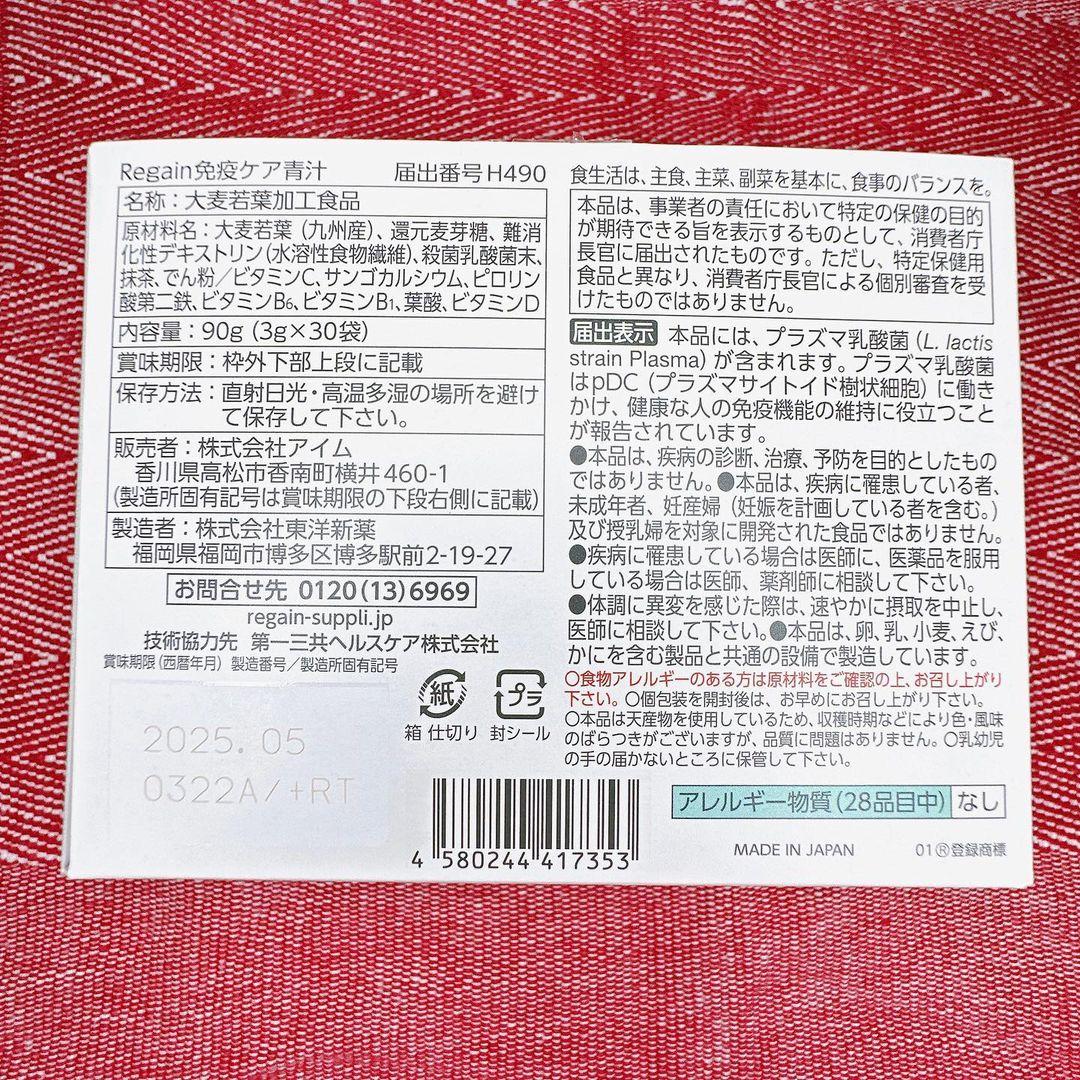 Regain免疫ケア青汁 届出番号H490
名称：大麦若葉加工食品
原材料名：大麦若葉（九州産）、還元麦芽糖、難消
化性デキストリン（水溶性食物繊維）、殺菌乳酸菌末、
抹茶、でん粉／ビタミンC、サンゴカルシウム、ピロリン
酸第二鉄、ビタミンB₆、ビタミンB₁、葉酸、ビタミンD
内容量：90g（3g×30袋）
賞味期限：枠外下部上段に記載
保存方法：直射日光・高温多湿の場所を避け
て保存して下さい。
販売者：株式会社アイム
香川県高松市香南町横井460-1
（製造所固有記号は賞味期限の下段右側に記載）
製造者：株式会社東洋新薬
福岡県福岡市博多区博多駅前2-19-27
お問合せ先 0120(13)6969
regain-suppli.jp
技術協力先 第一三共ヘルスケア株式会社
賞味期限（西暦年月）製造番号／製造所固有記号
2025.05
0322A/+RT
紙
箱 仕切り
プラ
封シール
4 580244 417353
食生活は、主食、主菜、副菜を基本に、食事のバランスを。
本品は、事業者の責任において特定の保健の目的
が期待できる旨を表示するものとして、消費者庁
長官に届出されたものです。ただし、特定保健用
食品と異なり、消費者庁長官による個別審査を受
けたものではありません。
届出表示 本品には、プラズマ乳酸菌（L. lactis
strain Plasma）が含まれます。プラズマ乳酸菌
はpDC（プラズマサイトイド樹状細胞）に働き
かけ、健康な人の免疫機能の維持に役立つこと
が報告されています。
●本品は、疾病の診断、治療、予防を目的としたもの
ではありません。●本品は、疾病に罹患している者、
未成年者、妊産婦（妊娠を計画している者を含む。）
及び授乳婦を対象に開発された食品ではありません。
●疾病に罹患している場合は医師に、医薬品を服用
している場合は医師、薬剤師に相談して下さい。
●体調に異変を感じた際は、速やかに摂取を中止し、
医師に相談して下さい。●本品は、卵、乳、小麦、えび、
かにを含む製品と共通の設備で製造しています。
○食物アレルギーのある方は原材料をご確認の上、お召し上がり
下さい。○個包装を開封後は、お早めにお召し上がり下さい。
○本品は天産物を使用しているため、収穫時期などにより色・風味
のばらつきがございますが、品質に問題はありません。○乳幼児
の手の届かないところに保管して下さい。
アレルギー物質（28品目中） なし
MADE IN JAPAN 01Ⓡ登録商標